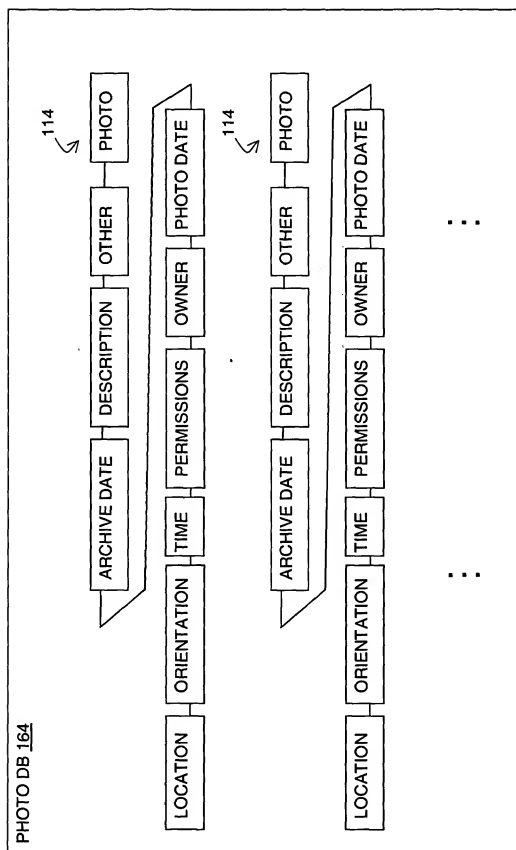 PHOTO DB 164
114
ARCHIVE DATE DESCRIPTION OTHER PHOTO
LOCATION ORIENTATION TIME PERMISSIONS OWNER PHOTO DATE
114
ARCHIVE DATE DESCRIPTION OTHER PHOTO
LOCATION ORIENTATION TIME PERMISSIONS OWNER PHOTO DATE